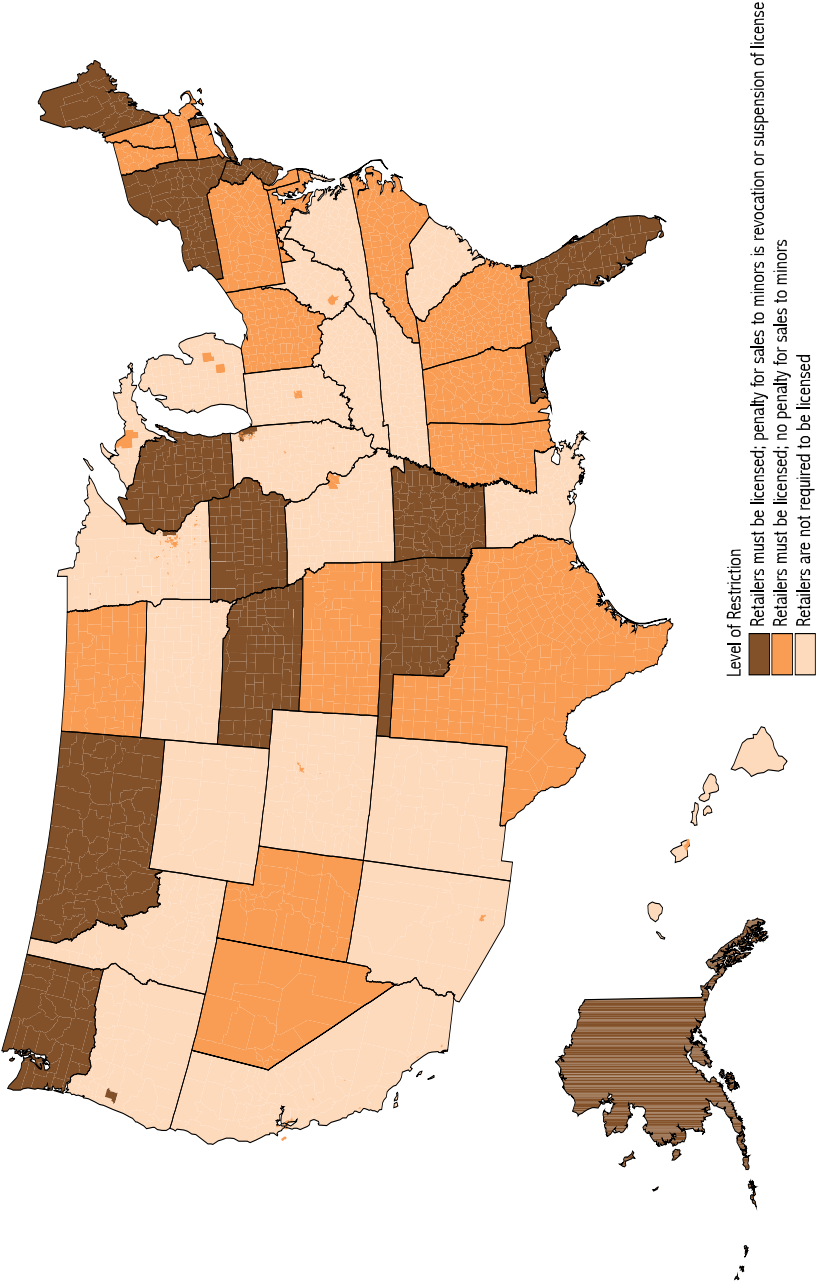 Level of Restriction
Retailers must be licensed; penalty for sales to minors is revocation or suspension of license
Retailers must be licensed; no penalty for sales to minors
Retailers are not required to be licensed